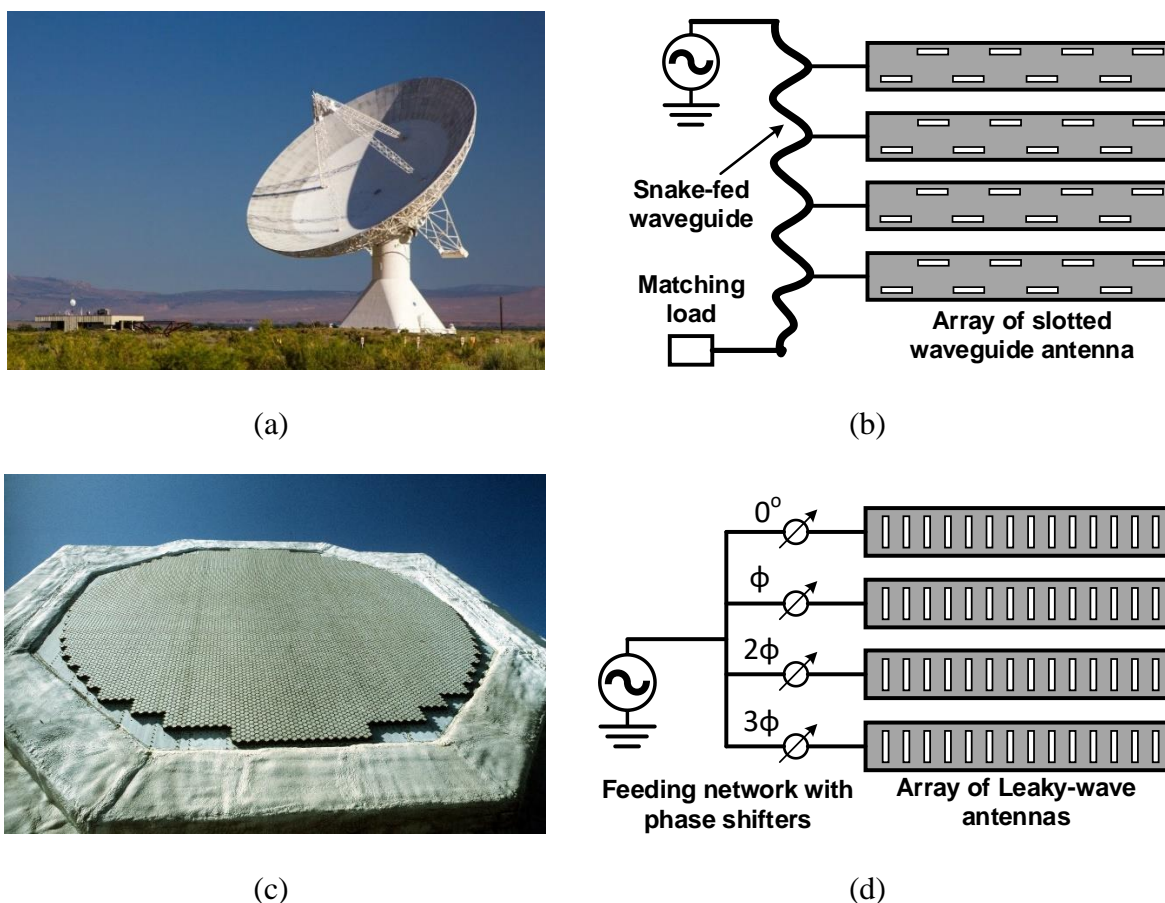 Snake-fed
waveguide
Matching
load
Array of slotted
waveguide antenna
(a)
(b)
0°
ϕ
2ϕ
3ϕ
Feeding network with
phase shifters
Array of Leaky-wave
antennas
(c)
(d)